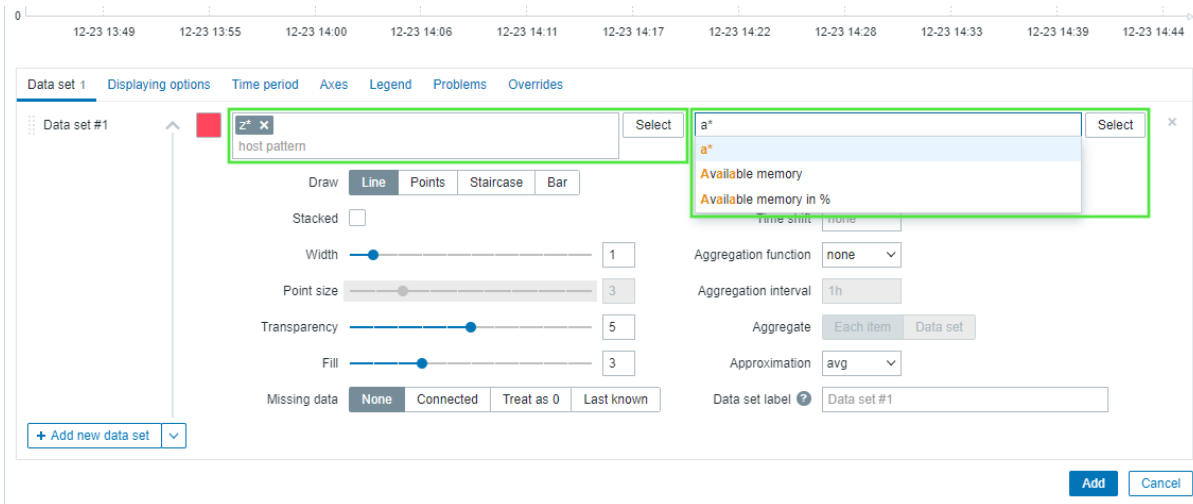 0
12-23 13:49 12-23 13:55 12-23 14:00 12-23 14:06 12-23 14:11 12-23 14:17 12-23 14:22 12-23 14:28 12-23 14:33 12-23 14:39 12-23 14:44
Data set 1 Displaying options Time period Axes Legend Problems Overrides
Data set #1 z* × Select a* Select ×
host pattern a*
Available memory
Available memory in %
Draw Line Points Staircase Bar
Stacked Time shift none
Width 1 Aggregation function none
Point size 3 Aggregation interval 1h
Transparency 5 Aggregate Each item Data set
Fill 3 Approximation avg
Missing data None Connected Treat as 0 Last known Data set label ? Data set #1
+ Add new data set
Add Cancel